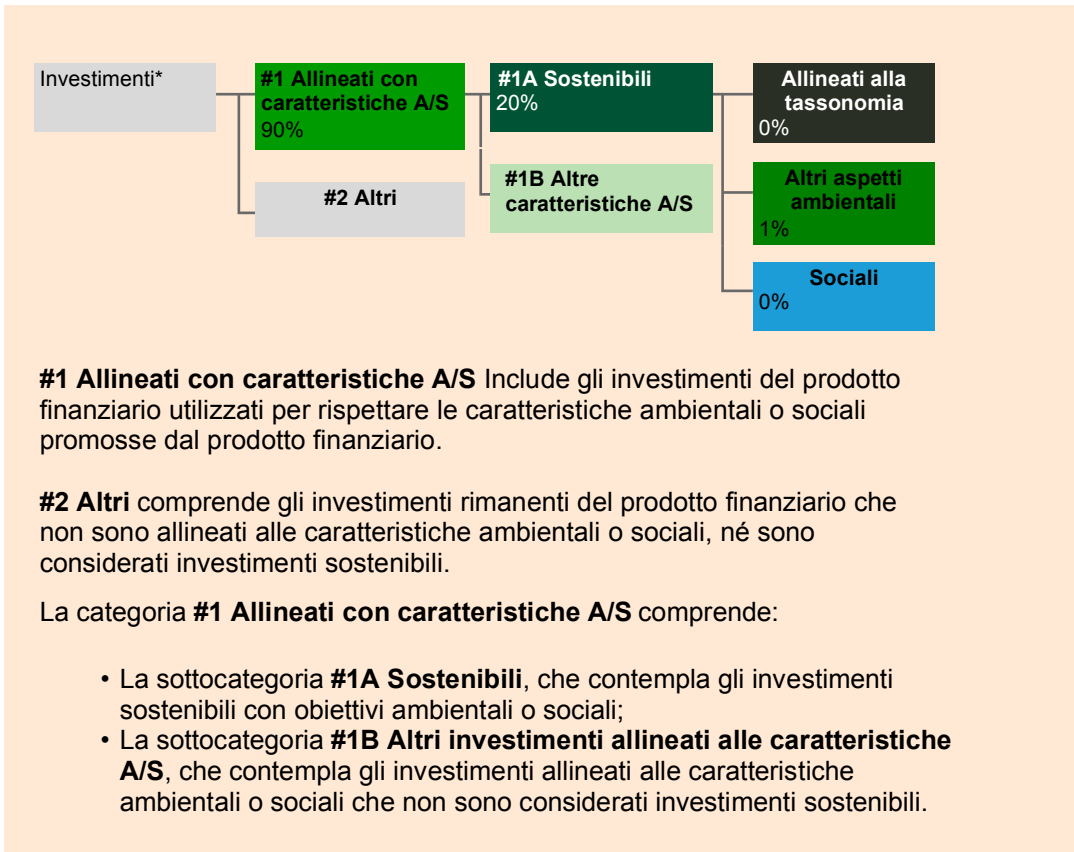 Investimenti*
#1 Allineati con
caratteristiche A/S
90%
#2 Altri
#1A Sostenibili
20%
#1B Altre
caratteristiche A/S
Allineati alla
tassonomia
0%
Altri aspetti
ambientali
1%
Sociali
0%
#1 Allineati con caratteristiche A/S Include gli investimenti del prodotto
finanziario utilizzati per rispettare le caratteristiche ambientali o sociali
promosse dal prodotto finanziario.
#2 Altri comprende gli investimenti rimanenti del prodotto finanziario che
non sono allineati alle caratteristiche ambientali o sociali, né sono
considerati investimenti sostenibili.
La categoria #1 Allineati con caratteristiche A/S comprende:
• La sottocategoria #1A Sostenibili, che contempla gli investimenti
sostenibili con obiettivi ambientali o sociali;
• La sottocategoria #1B Altri investimenti allineati alle caratteristiche
A/S, che contempla gli investimenti allineati alle caratteristiche
ambientali o sociali che non sono considerati investimenti sostenibili.